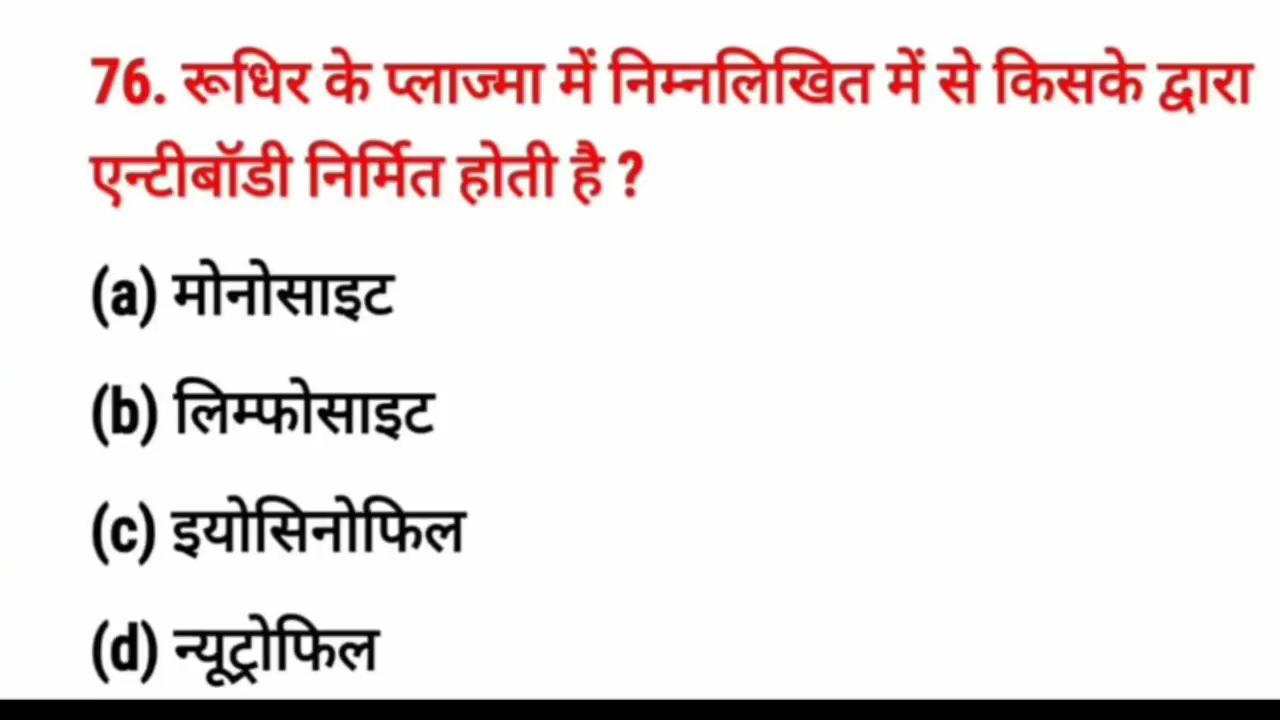 76. रूधिर के प्लाज्मा में निम्नलिखित में से किसके द्वारा
एन्टीबॉडी निर्मित होती है ?
(a) मोनोसाइट
(b) लिम्फोसाइट
(c) इयोसिनोफिल
(d) न्यूट्रोफिल